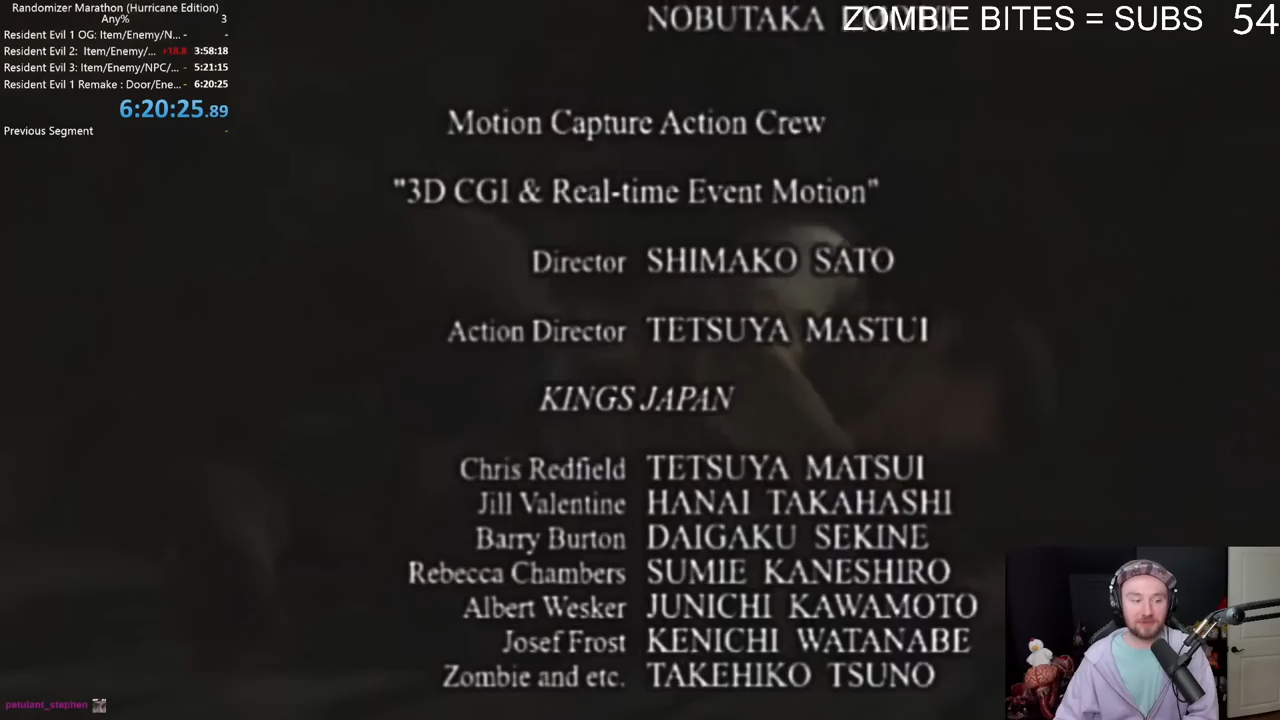 Randomizer Marathon (Hurricane Edition)
Any% 3
Resident Evil 1 OG: Item/Enemy/N... - -
Resident Evil 2: Item/Enemy/... +18.8 3:58:18
Resident Evil 3: Item/Enemy/NPC/... - 5:21:15
Resident Evil 1 Remake : Door/Ene... - 6:20:25
6:20:25.89
Previous Segment -
ZOMBIE BITES = SUBS 54
NOBUTAKA
Motion Capture Action Crew
"3D CGI & Real-time Event Motion"
Director SHIMAKO SATO
Action Director TETSUYA MASTUI
KINGS JAPAN
Chris Redfield TETSUYA MATSUI
Jill Valentine HANAI TAKAHASHI
Barry Burton DAIGAKU SEKINE
Rebecca Chambers SUMIE KANESHIRO
Albert Wesker JUNICHI KAWAMOTO
Josef Frost KENICHI WATANABE
Zombie and etc. TAKEHIKO TSUNO
petulant_stephen